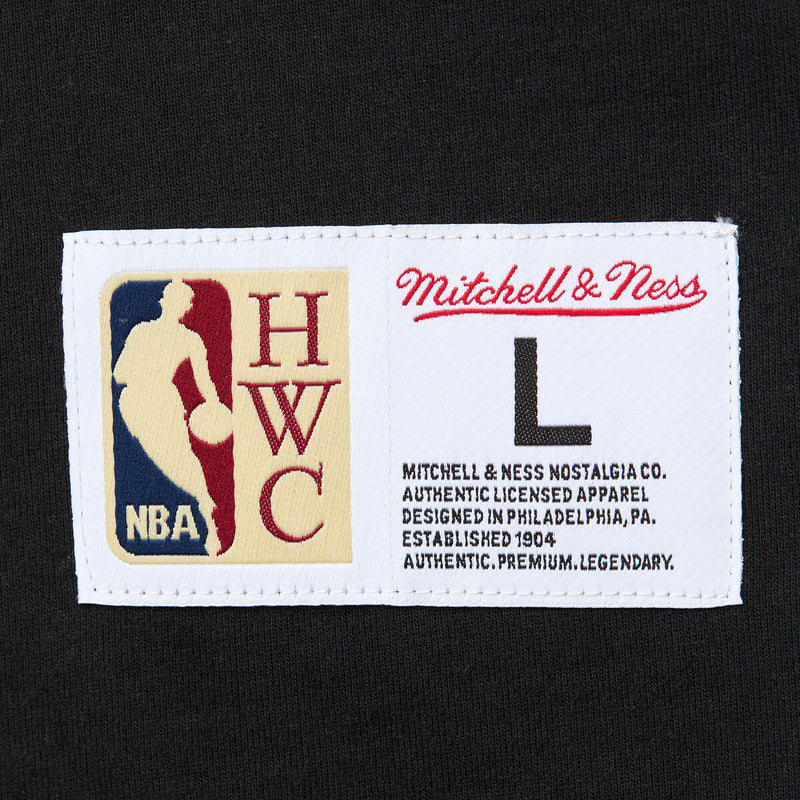 NBA
H
W
C
Mitchell & Ness
L
MITCHELL & NESS NOSTALGIA CO.
AUTHENTIC LICENSED APPAREL
DESIGNED IN PHILADELPHIA, PA.
ESTABLISHED 1904
AUTHENTIC. PREMIUM. LEGENDARY.